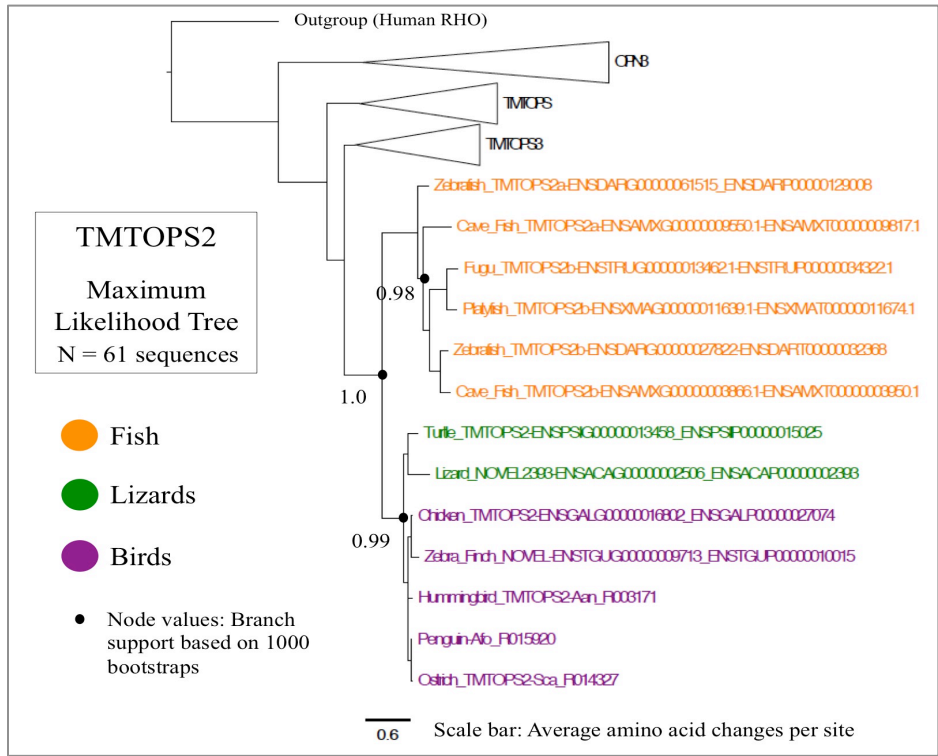 Outgroup (Human RHO)
OPN3
TMTOPS
TMTOPS3
Zebrafish_TMTOPS2a-ENSDARG00000061515_ENSDARP00000129008
Cave_Fish_TMTOPS2a-ENSAMXG00000009550.1-ENSAMXT00000009817.1
Fugu_TMTOPS2b-ENSTRUG00000013462.1-ENSTRUP00000034322.1
Platyfish_TMTOPS2b-ENSXMAG00000011639.1-ENSXMAT00000011674.1
Zebrafish_TMTOPS2b-ENSDARG00000027822-ENSDART00000032368
Cave_Fish_TMTOPS2b-ENSAMXG00000003866.1-ENSAMXT00000003950.1
Turtle_TMTOPS2-ENSPSIG00000013458_ENSPSIP00000015025
Lizard_NOVEL2393-ENSACAG00000002506_ENSACAP00000002393
Chicken_TMTOPS2-ENSGALG00000016802_ENSGALP00000027074
Zebra_Finch_NOVEL-ENSTGUG00000009713_ENSTGUP00000010015
Hummingbird_TMTOPS2-Aan_R003171
Penguin-Afo_R015920
Ostrich_TMTOPS2-Sca_R014327
0.98
1.0
0.99
TMTOPS2
Maximum
Likelihood Tree
N = 61 sequences
Fish
Lizards
Birds
Node values: Branch
support based on 1000
bootstraps
0.6
Scale bar: Average amino acid changes per site